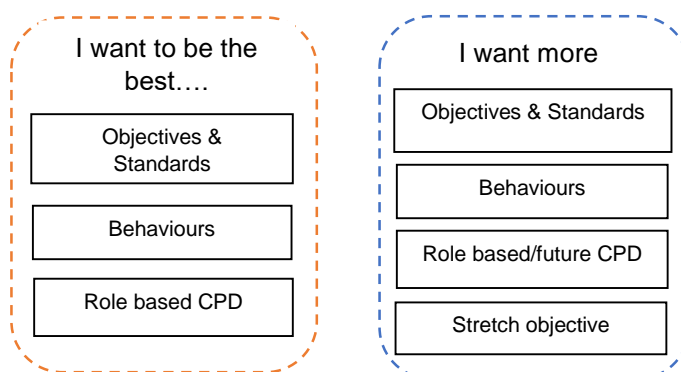 I want to be the
best….
Objectives &
Standards
Behaviours
Role based CPD
I want more
Objectives & Standards
Behaviours
Role based/future CPD
Stretch objective